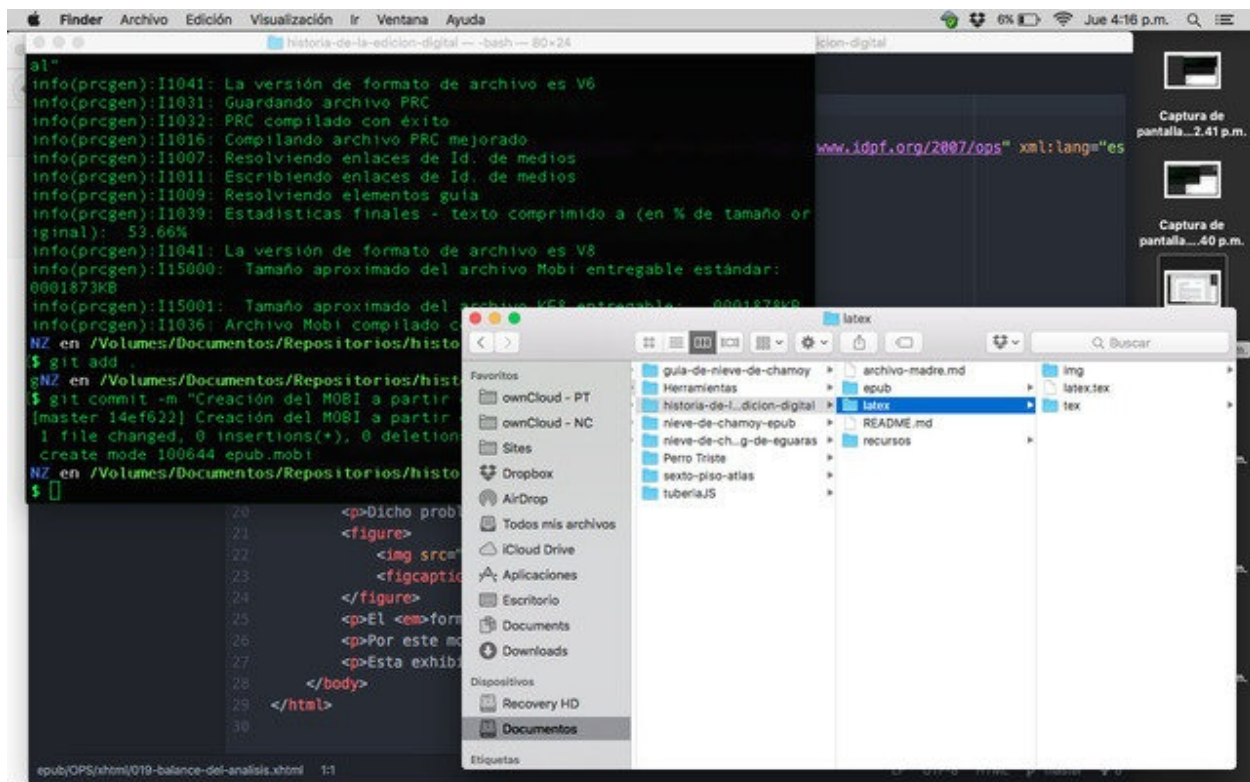 Finder Archivo Edición Visualización Ir Ventana Ayuda 6% Jue 4:16 p.m.
historia-de-la-edicion-digital — -bash — 80×24
icion-digital
al"
info(prcgen):I1041: La versión de formato de archivo es V6
info(prcgen):I1031: Guardando archivo PRC
info(prcgen):I1032: PRC compilado con éxito
info(prcgen):I1016: Compilando archivo PRC mejorado
info(prcgen):I1007: Resolviendo enlaces de Id. de medios
info(prcgen):I1011: Escribiendo enlaces de Id. de medios
info(prcgen):I1009: Resolviendo elementos guía
info(prcgen):I1039: Estadísticas finales - texto comprimido a (en % de tamaño or
iginal): 53.66%
info(prcgen):I1041: La versión de formato de archivo es V8
info(prcgen):I15000: Tamaño aproximado del archivo Mobi entregable estándar:
0001873KB
info(prcgen):I15001: Tamaño aproximado del archivo KF8 entregable: 0001878KB
info(prcgen):I1036: Archivo Mobi compilado
NZ en /Volumes/Documentos/Repositorios/histo
$ git add .
gNZ en /Volumes/Documentos/Repositorios/hist
$ git commit -m "Creación del MOBI a partir
[master 14ef612] Creación del MOBI a partir
1 file changed, 0 insertions(+), 0 deletion
create mode 100644 epub.mobi
NZ en /Volumes/Documentos/Repositorios/histo
$
www.idpf.org/2007/ops" xml:lang="es
Captura de
pantalla...2.41 p.m.
Captura de
pantalla....40 p.m.
latex
Buscar
Favoritos
ownCloud - PT
ownCloud - NC
Sites
Dropbox
AirDrop
Todos mis archivos
iCloud Drive
Aplicaciones
Escritorio
Documents
Downloads
Dispositivos
Recovery HD
Documentos
Etiquetas
guia-de-nieve-de-chamoy
Herramientas
historia-de-l...dicion-digital
nieve-de-chamoy-epub
nieve-de-ch...g-de-eguaras
Perro Triste
sexto-piso-atlas
tuberiaJS
archivo-madre.md
epub
latex
README.md
recursos
img
latex.tex
tex
20 <p>Dicho probl
21 <figure>
22 <img src="
23 <figcaptio
24 </figure>
25 <p>El <em>form
26 <p>Por este mo
27 <p>Esta exhibi
28 </body>
29 </html>
30
epub/OPS/xhtml/019-balance-del-analisis.xhtml 1:1